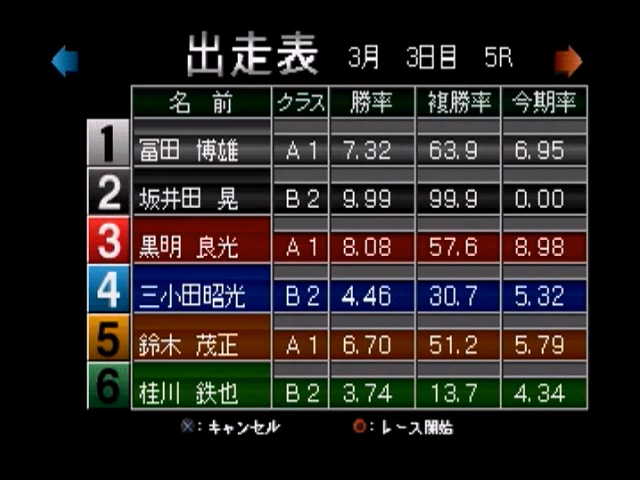 出走表 3月 3日目 5R
名前 クラス 勝率 複勝率 今期率
1 冨田 博雄 A1 7.32 63.9 6.95
2 坂井田 晃 B2 9.99 99.9 0.00
3 黒明 良光 A1 8.08 57.6 8.98
4 三小田昭光 B2 4.46 30.7 5.32
5 鈴木 茂正 A1 6.70 51.2 5.79
6 桂川 鉄也 B2 3.74 13.7 4.34
×:キャンセル ○:レース開始